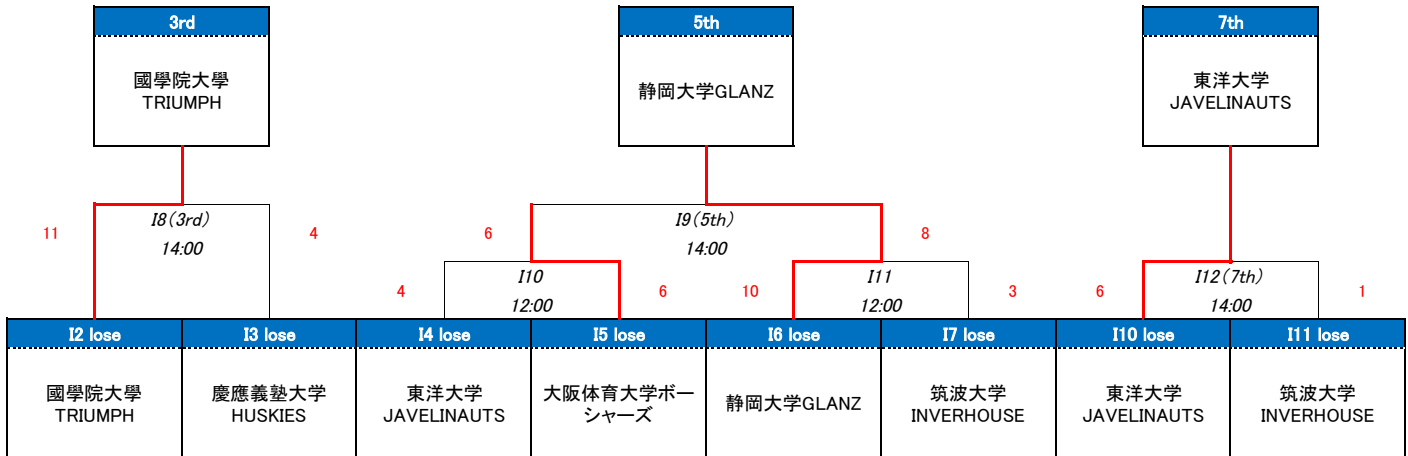 3rd
5th
7th
國學院大學
TRIUMPH
静岡大学GLANZ
東洋大学
JAVELINAUTS
11
I8(3rd)
14:00
4
6
I9(5th)
14:00
8
4
I10
12:00
6
10
I11
12:00
3
6
I12(7th)
14:00
1
I2 lose
I3 lose
I4 lose
I5 lose
I6 lose
I7 lose
I10 lose
I11 lose
國學院大學
TRIUMPH
慶應義塾大学
HUSKIES
東洋大学
JAVELINAUTS
大阪体育大学ボー
シャーズ
静岡大学GLANZ
筑波大学
INVERHOUSE
東洋大学
JAVELINAUTS
筑波大学
INVERHOUSE